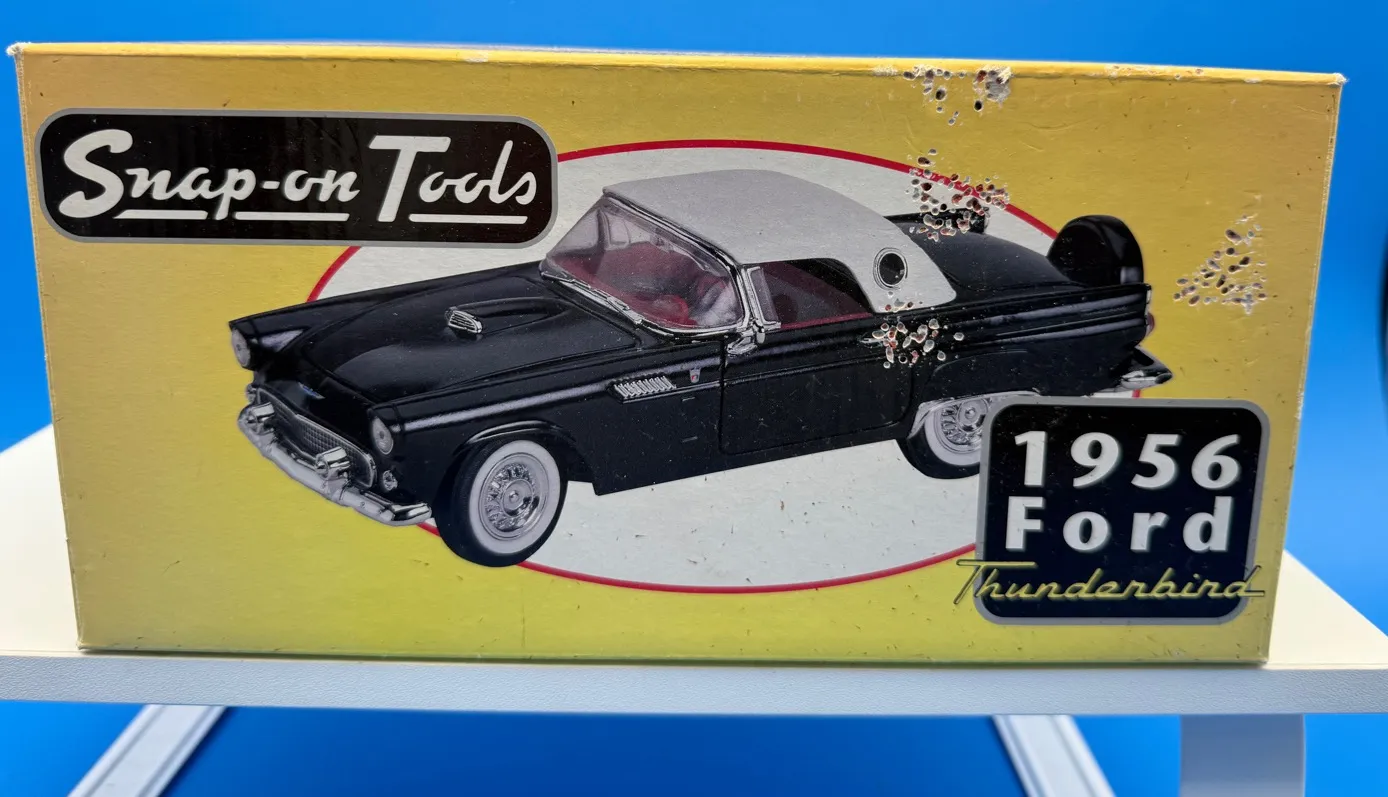 Snap-on Tools
1956
Ford
Thunderbird